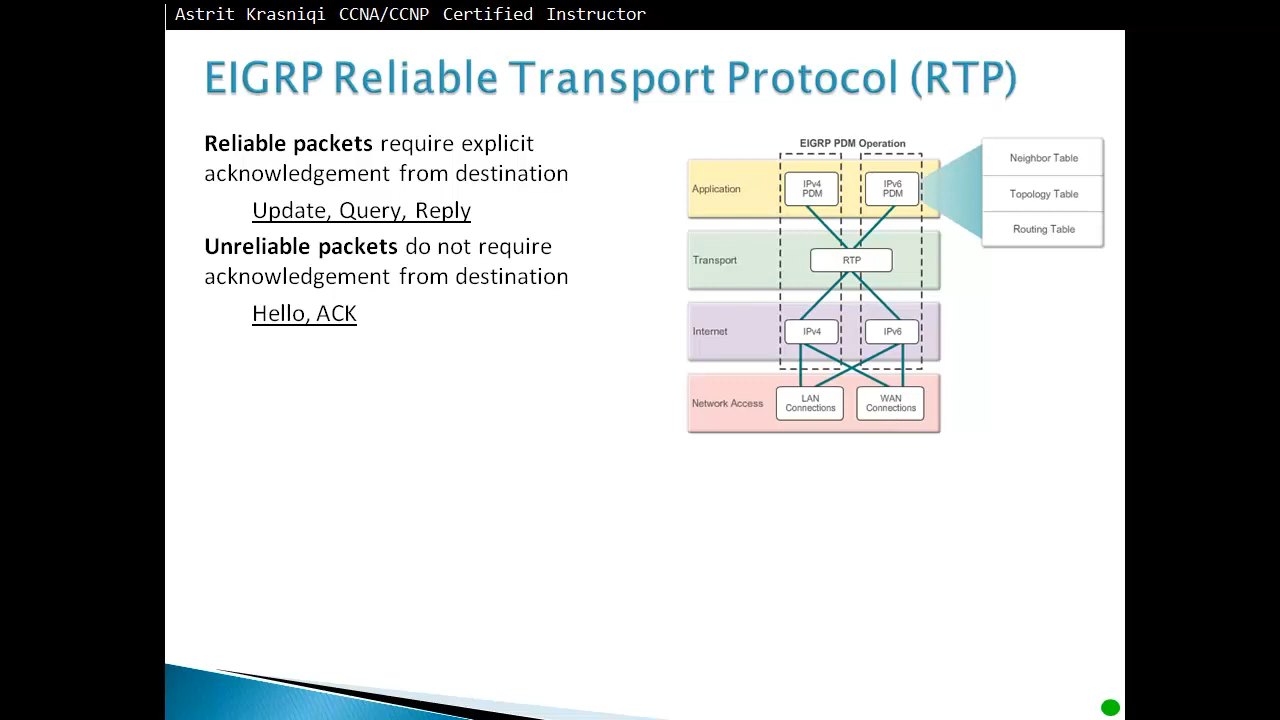 Astrit Krasniqi CCNA/CCNP Certified Instructor
EIGRP Reliable Transport Protocol (RTP)
Reliable packets require explicit
acknowledgement from destination
Update, Query, Reply
Unreliable packets do not require
acknowledgement from destination
Hello, ACK
EIGRP PDM Operation
Application
IPv4
PDM
IPv6
PDM
Neighbor Table
Topology Table
Routing Table
Transport
RTP
Internet
IPv4
IPv6
Network Access
LAN
Connections
WAN
Connections